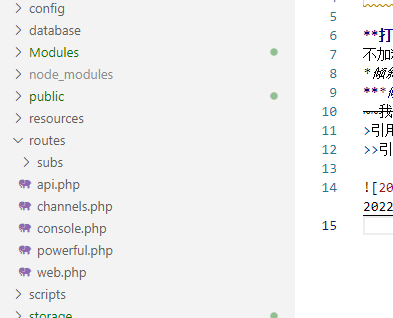 config
database
Modules
node_modules
public
resources
routes
subs
api.php
channels.php
console.php
powerful.php
web.php
scripts
storage
5
6 **打
7 不加
8 *傾
9 ***
10 ~~我
11 >引用
12 >>引
13
14 ![20
2022
15